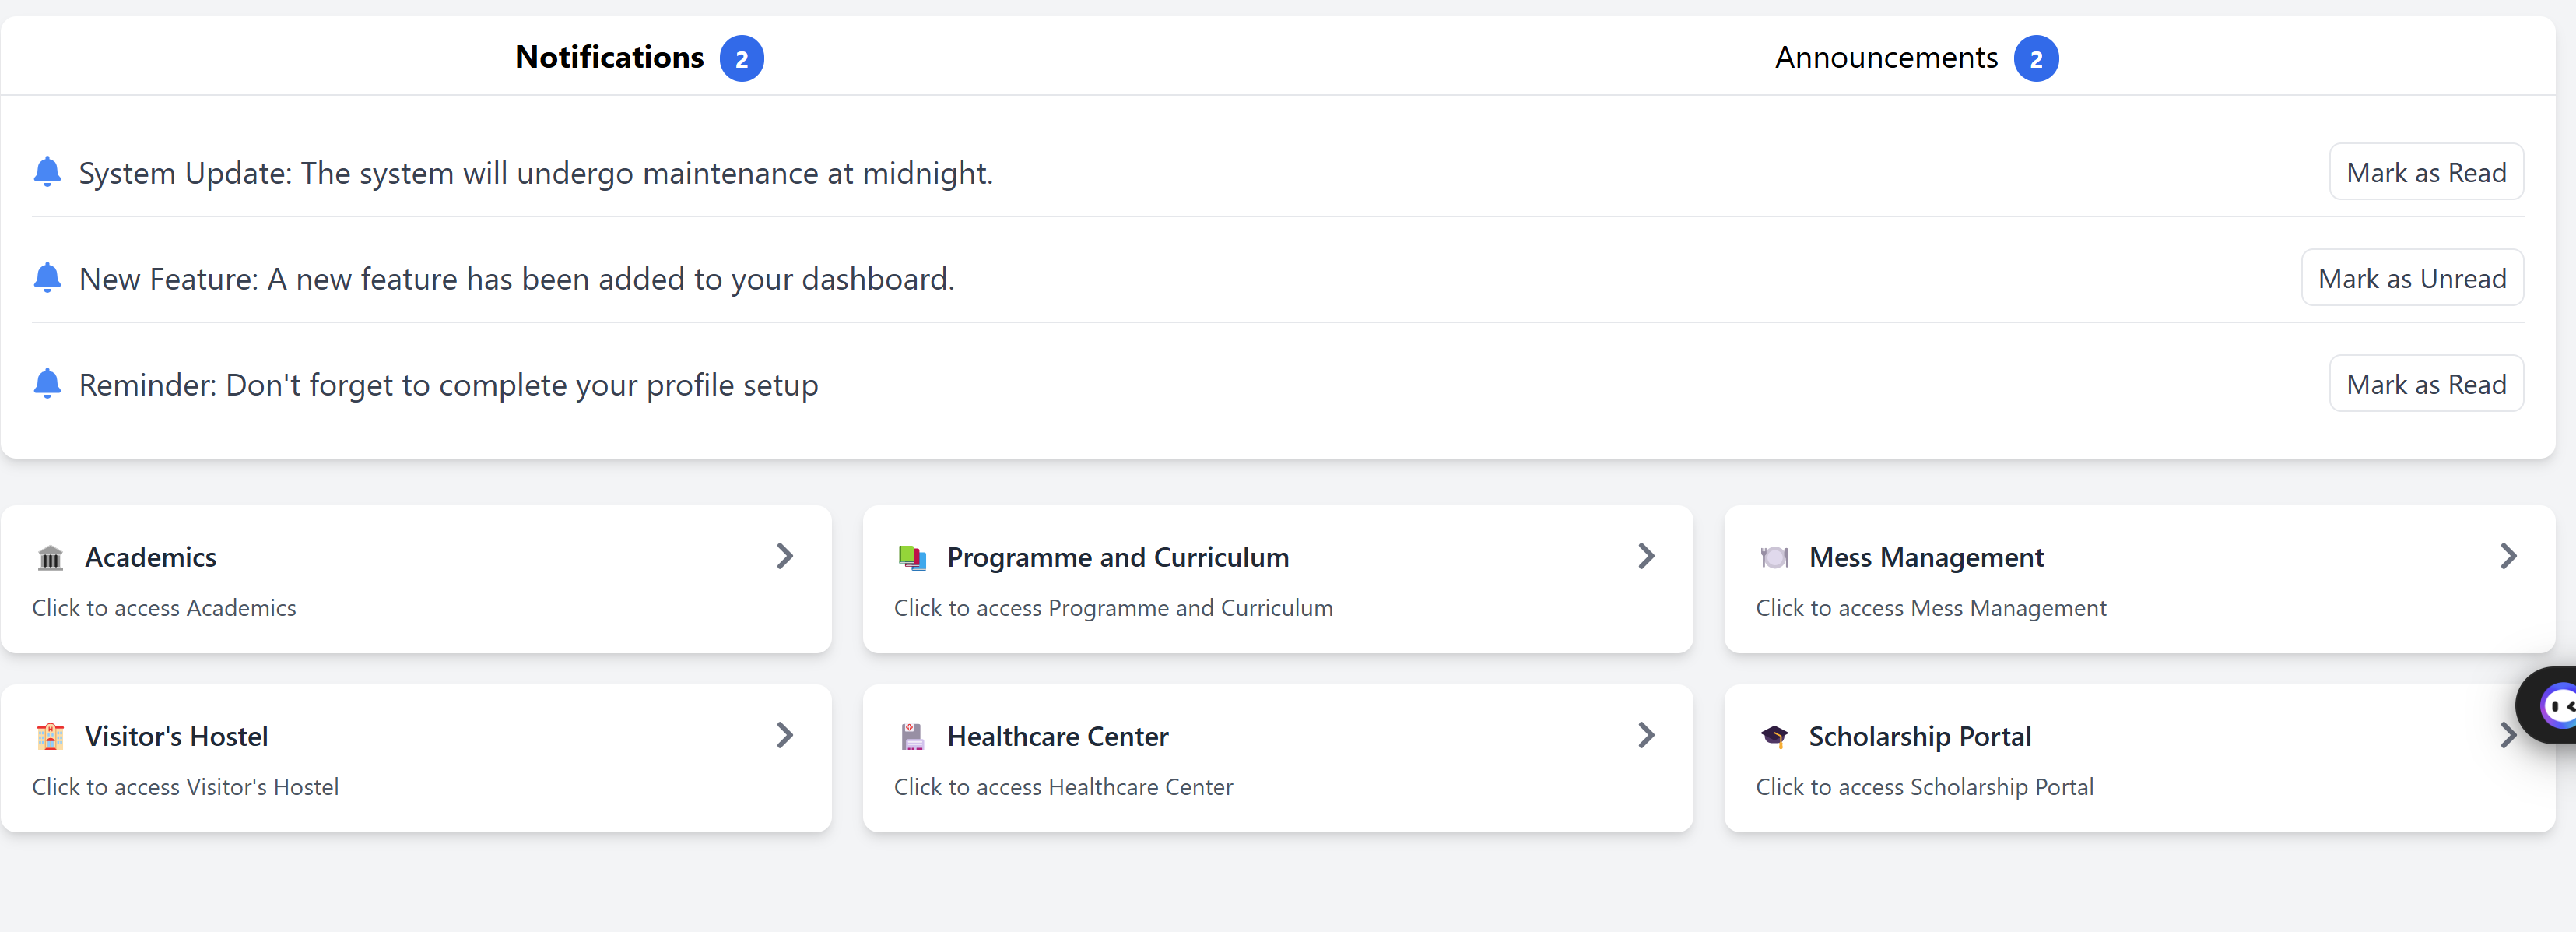 Notifications 2
Announcements 2
System Update: The system will undergo maintenance at midnight.
Mark as Read
New Feature: A new feature has been added to your dashboard.
Mark as Unread
Reminder: Don't forget to complete your profile setup
Mark as Read
Academics
Click to access Academics
Programme and Curriculum
Click to access Programme and Curriculum
Mess Management
Click to access Mess Management
Visitor's Hostel
Click to access Visitor's Hostel
Healthcare Center
Click to access Healthcare Center
Scholarship Portal
Click to access Scholarship Portal